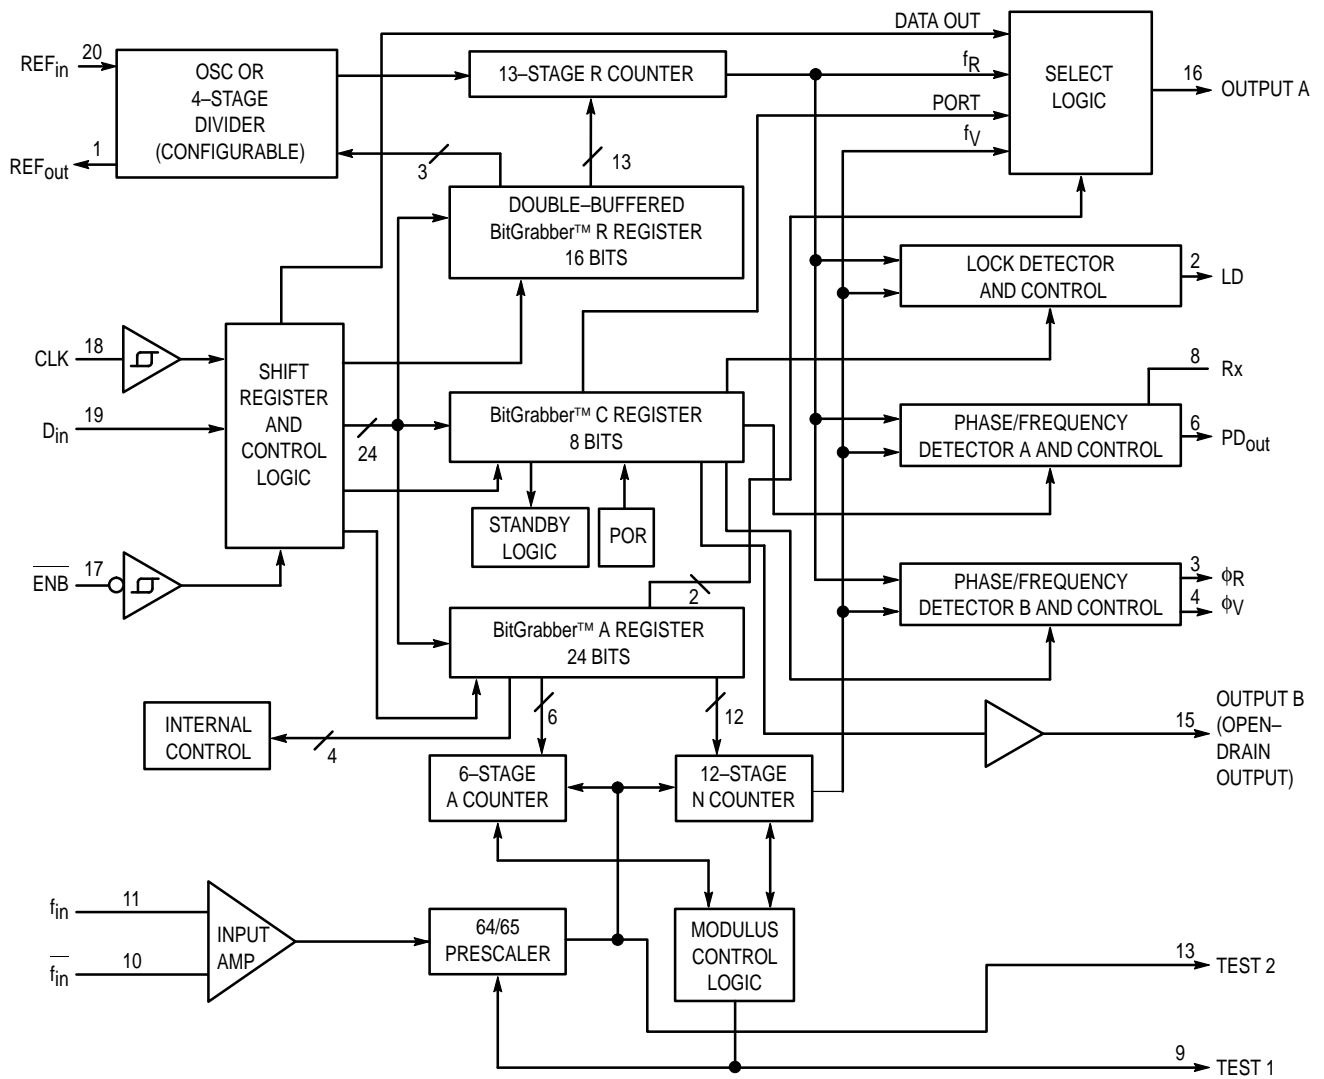 DATA OUT
REFin
20
OSC OR
4–STAGE
DIVIDER
(CONFIGURABLE)
13–STAGE R COUNTER
fR
SELECT
LOGIC
16
OUTPUT A
PORT
fV
REFout
1
3
13
DOUBLE–BUFFERED
BitGrabber™ R REGISTER
16 BITS
LOCK DETECTOR
AND CONTROL
2
LD
CLK
18
SHIFT
REGISTER
AND
CONTROL
LOGIC
8
Rx
Din
19
24
BitGrabber™ C REGISTER
8 BITS
PHASE/FREQUENCY
DETECTOR A AND CONTROL
6
PDout
STANDBY
LOGIC
POR
ENB
17
2
PHASE/FREQUENCY
DETECTOR B AND CONTROL
3
ϕR
4
ϕV
BitGrabber™ A REGISTER
24 BITS
INTERNAL
CONTROL
4
6
12
15
OUTPUT B
(OPEN–
DRAIN
OUTPUT)
6–STAGE
A COUNTER
12–STAGE
N COUNTER
fin
11
INPUT
AMP
fin
10
64/65
PRESCALER
MODULUS
CONTROL
LOGIC
13
TEST 2
9
TEST 1